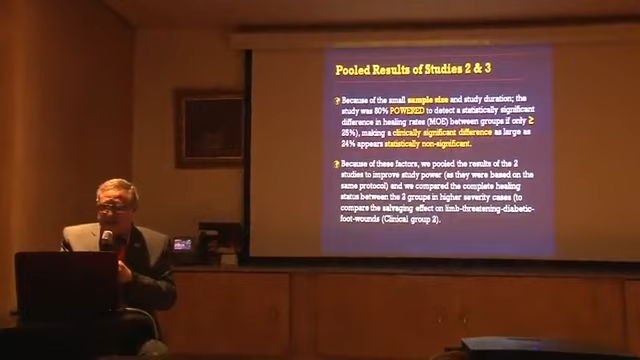 Pooled Results of Studies 2 & 3
? Because of the small sample size and study duration; the
study was 80% POWERED to detect a statistically significant
difference in healing rates (MOE) between groups if only ≥
25%), making a clinically significant difference as large as
24% appears statistically non-significant.
? Because of these factors, we pooled the results of the 2
studies to improve study power (as they were based on the
same protocol) and we compared the complete healing
status between the 2 groups in higher severity cases (to
compare the salvaging effect on limb-threatening-diabetic-
foot-wounds (Clinical group 2).